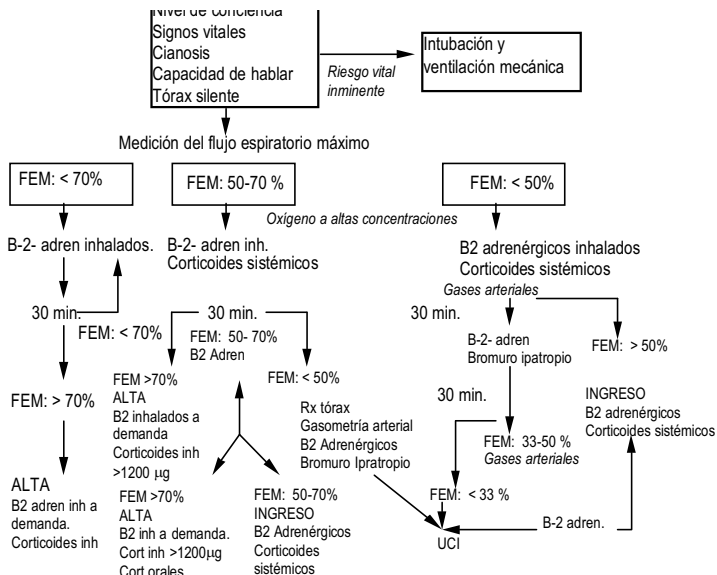 Nivel de conciencia
Signos vitales
Cianosis
Capacidad de hablar
Tórax silente
Riesgo vital
inminente
Intubación y
ventilación mecánica
Medición del flujo espiratorio máximo
FEM: < 70%
FEM: 50-70 %
FEM: < 50%
Oxígeno a altas concentraciones
B-2- adren inhalados.
B-2- adren inh.
Corticoides sistémicos
B2 adrenérgicos inhalados
Corticoides sistémicos
Gases arteriales
30 min.
FEM: < 70%
30 min.
FEM: 50- 70%
B2 Adren
30 min.
B-2- adren
Bromuro ipatropio
FEM: > 50%
FEM: > 70%
FEM >70%
ALTA
B2 inhalados a
demanda
Corticoides inh
>1200 µg
FEM: < 50%
Rx tórax
Gasometría arterial
B2 Adrenérgicos
Bromuro Ipratropio
30 min.
FEM: 33-50 %
Gases arteriales
INGRESO
B2 adrenérgicos
Corticoides sistémicos
ALTA
B2 adren inh a
demanda.
Corticoides inh
FEM >70%
ALTA
B2 inh a demanda.
Cort inh >1200µg
Cort orales
FEM: 50-70%
INGRESO
B2 Adrenérgicos
Corticoides
sistémicos
FEM: < 33 %
UCI
B-2 adren.